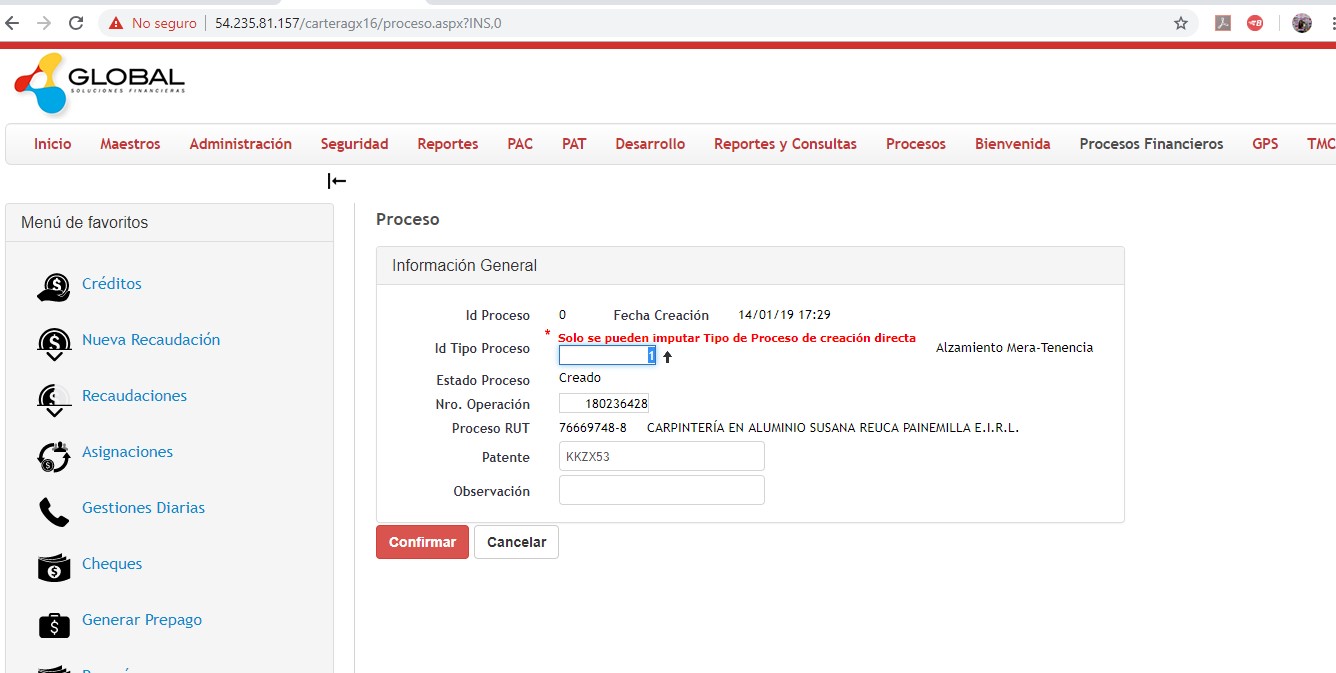 No seguro | 54.235.81.157/carteragx16/proceso.aspx?INS,0
GLOBAL
SOLUCIONES FINANCIERAS
Inicio Maestros Administración Seguridad Reportes PAC PAT Desarrollo Reportes y Consultas Procesos Bienvenida Procesos Financieros GPS TMC
Menú de favoritos
Créditos
Nueva Recaudación
Recaudaciones
Asignaciones
Gestiones Diarias
Cheques
Generar Prepago
Proceso
Información General
Id Proceso 0 Fecha Creación 14/01/19 17:29
* Solo se pueden imputar Tipo de Proceso de creación directa
Id Tipo Proceso 1 Alzamiento Mera-Tenencia
Estado Proceso Creado
Nro. Operación 180236428
Proceso RUT 76669748-8 CARPINTERÍA EN ALUMINIO SUSANA REUCA PAINEMILLA E.I.R.L.
Patente KKZX53
Observación
Confirmar Cancelar